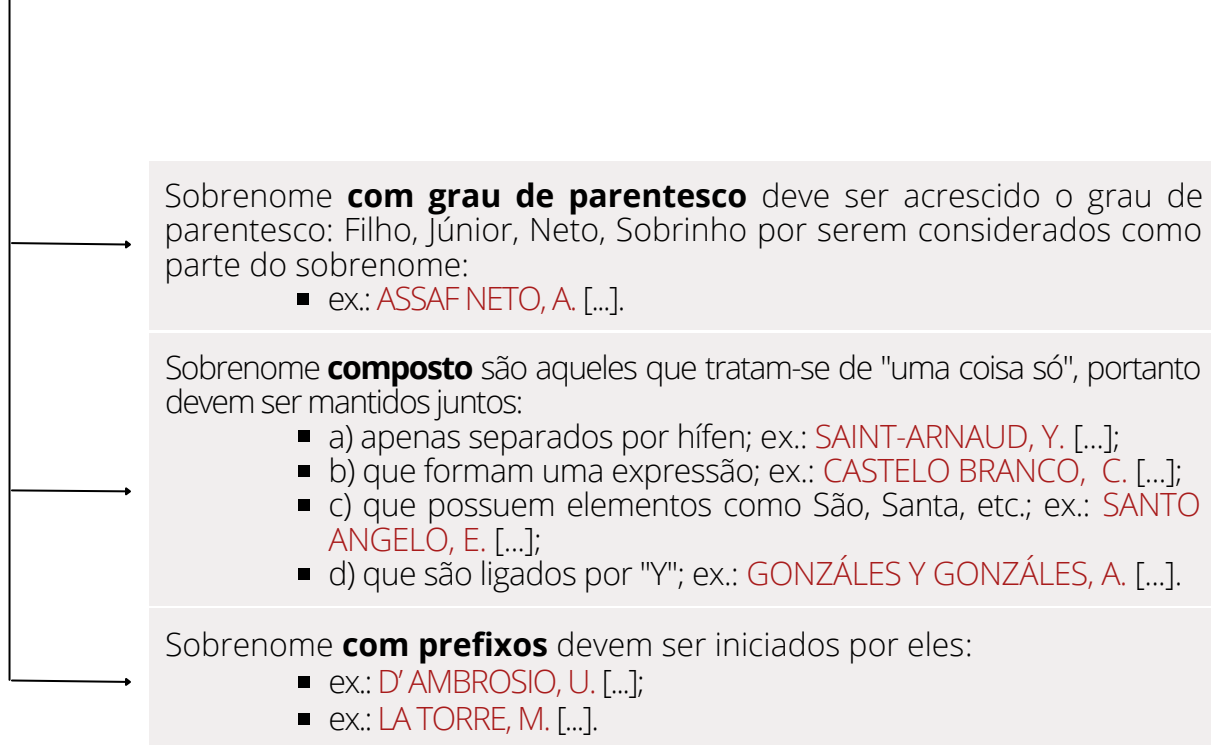 Sobrenome com grau de parentesco deve ser acrescido o grau de
parentesco: Filho, Júnior, Neto, Sobrinho por serem considerados como
parte do sobrenome:
▪ ex.: ASSAF NETO, A. [...].
Sobrenome composto são aqueles que tratam-se de "uma coisa só", portanto
devem ser mantidos juntos:
▪ a) apenas separados por hífen; ex.: SAINT-ARNAUD, Y. [...];
▪ b) que formam uma expressão; ex.: CASTELO BRANCO, C. [...];
▪ c) que possuem elementos como São, Santa, etc.; ex.: SANTO
ANGELO, E. [...];
▪ d) que são ligados por "Y"; ex.: GONZÁLES Y GONZÁLES, A. [...].
Sobrenome com prefixos devem ser iniciados por eles:
▪ ex.: D’ AMBROSIO, U. [...];
▪ ex.: LA TORRE, M. [...].